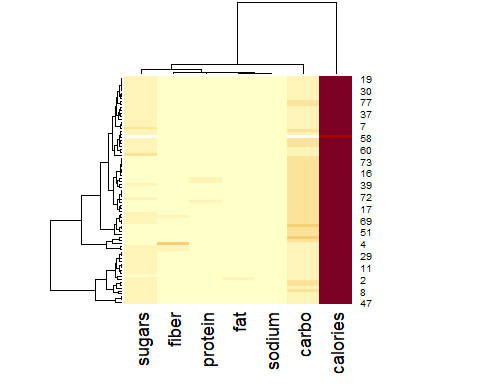 19
30
77
37
7
58
60
73
16
39
72
17
69
51
4
29
11
2
8
47
sugars
fiber
protein
fat
sodium
carbo
calories